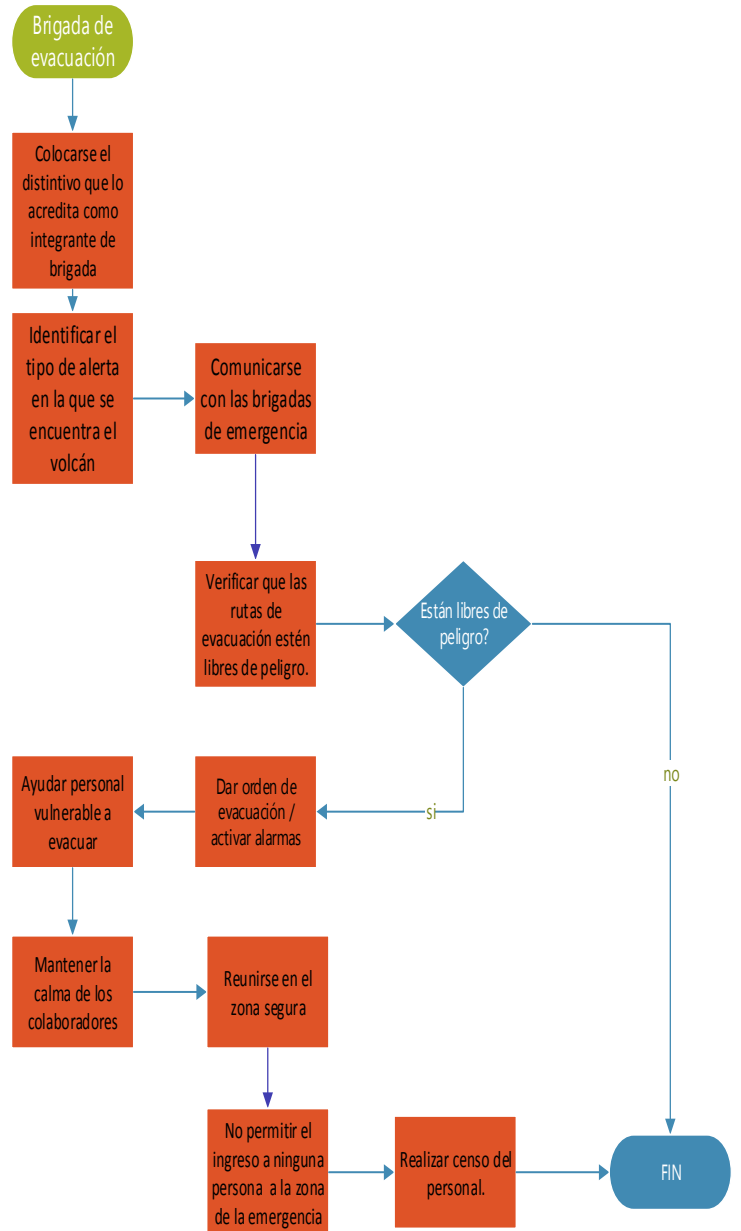 Brigada de
evacuación
Colocarse el
distintivo que lo
acredita como
integrante de
brigada
Identificar el
tipo de alerta
en la que se
encuentra el
volcán
Comunicarse
con las brigadas
de emergencia
Verificar que las
rutas de
evacuación estén
libres de peligro.
Están libres de
peligro?
no
si
Dar orden de
evacuación /
activar alarmas
Ayudar personal
vulnerable a
evacuar
Mantener la
calma de los
colaboradores
Reunirse en el
zona segura
No permitir el
ingreso a ninguna
persona a la zona
de la emergencia
Realizar censo del
personal.
FIN